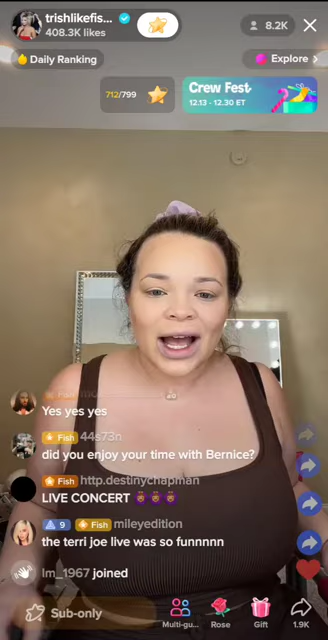 trishlikefis...
408.3K likes
8.2K
Daily Ranking
Explore
712/799
Crew Fest
12.13 - 12.30 ET
Yes yes yes
Fish 44s73n
did you enjoy your time with Bernice?
Fish http.destinychapman
LIVE CONCERT
9 Fish mileyedition
the terri joe live was so funnnnn
lm_1967 joined
Sub-only
Multi-gu...
Rose
Gift
1.9K